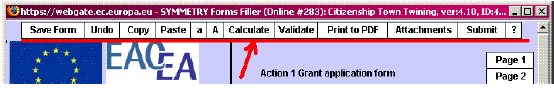 https://webgate.ec.europa.eu - SYMMETRY Forms Filler (Online #283): Citizenship Town Twining, ver:4.10, ID:4...
Save Form Undo Copy Paste a A Calculate Validate Print to PDF Attachments Submit ?
EAC
EA
Action 1 Grant application form
Page 1
Page 2